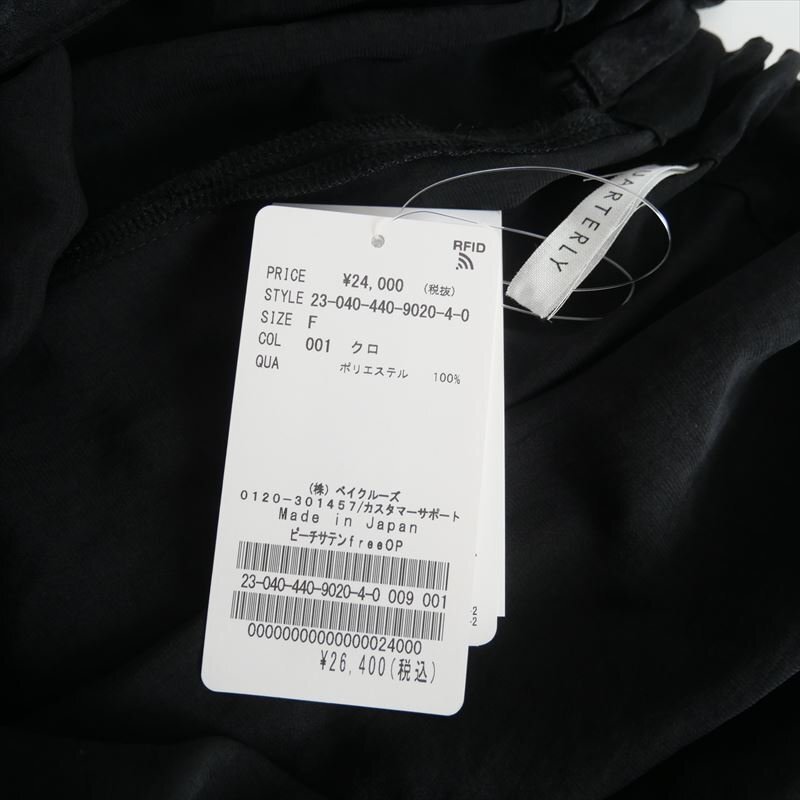 RFID
PRICE ¥24,000 (税抜)
STYLE 23-040-440-9020-4-0
SIZE F
COL 001 クロ
QUA ポリエステル 100%
(株) ベイクルーズ
0120-301457/カスタマーサポート
Made in Japan
ピーチサテンfreeOP
23-040-440-9020-4-0 009 001
00000000000000024000
¥26,400(税込)
ARTERLY
-2
-2